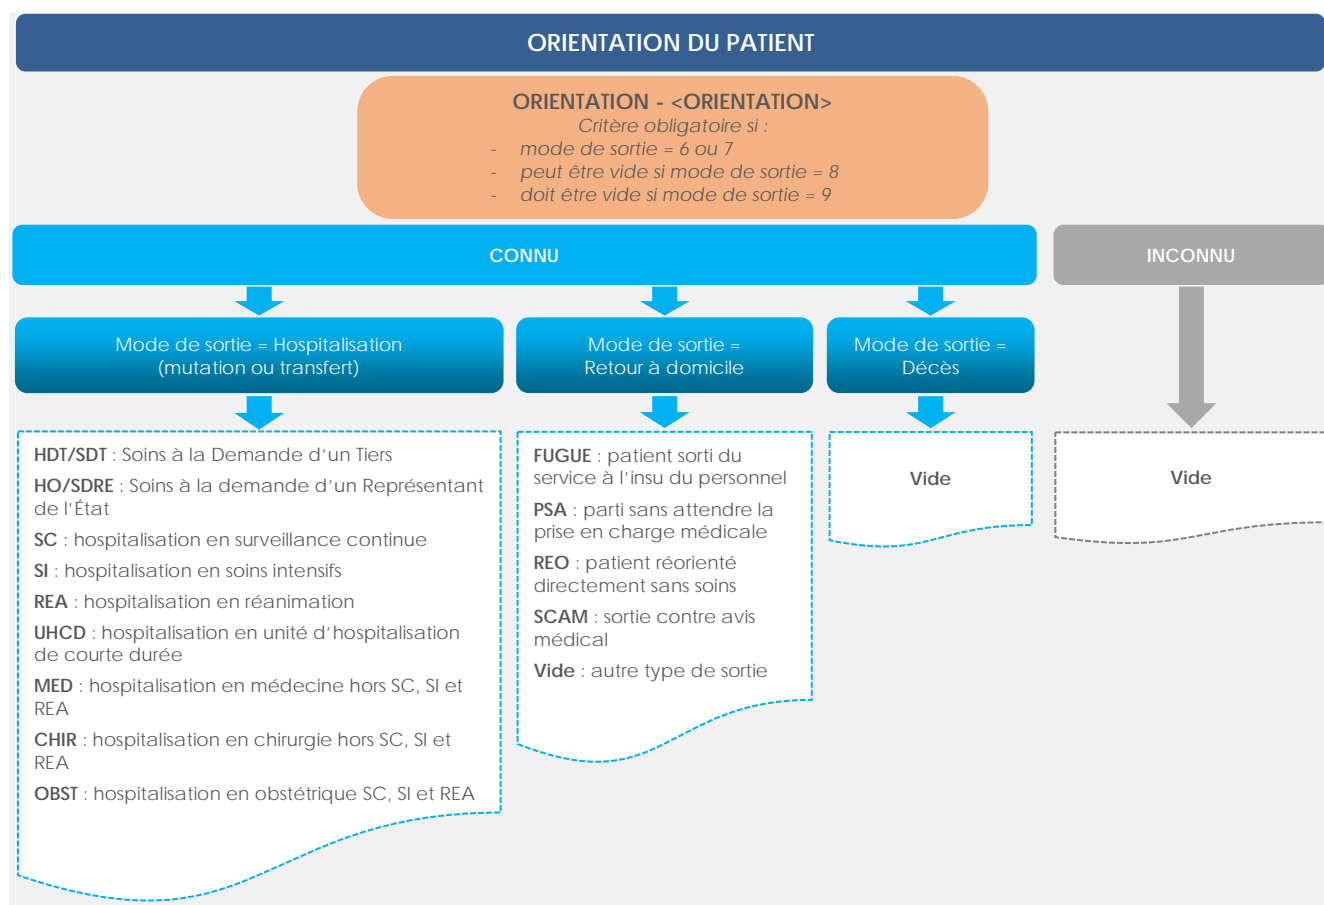 ORIENTATION DU PATIENT
ORIENTATION - <ORIENTATION>
Critère obligatoire si :
- mode de sortie = 6 ou 7
- peut être vide si mode de sortie = 8
- doit être vide si mode de sortie = 9
CONNU
INCONNU
Mode de sortie = Hospitalisation
(mutation ou transfert)
Mode de sortie =
Retour à domicile
Mode de sortie =
Décès
HDT/SDT : Soins à la Demande d'un Tiers
HO/SDRE : Soins à la demande d'un Représentant
de l'État
SC : hospitalisation en surveillance continue
SI : hospitalisation en soins intensifs
REA : hospitalisation en réanimation
UHCD : hospitalisation en unité d'hospitalisation
de courte durée
MED : hospitalisation en médecine hors SC, SI et
REA
CHIR : hospitalisation en chirurgie hors SC, SI et
REA
OBST : hospitalisation en obstétrique SC, SI et REA
FUGUE : patient sorti du
service à l'insu du personnel
PSA : parti sans attendre la
prise en charge médicale
REO : patient réorienté
directement sans soins
SCAM : sortie contre avis
médical
Vide : autre type de sortie
Vide
Vide